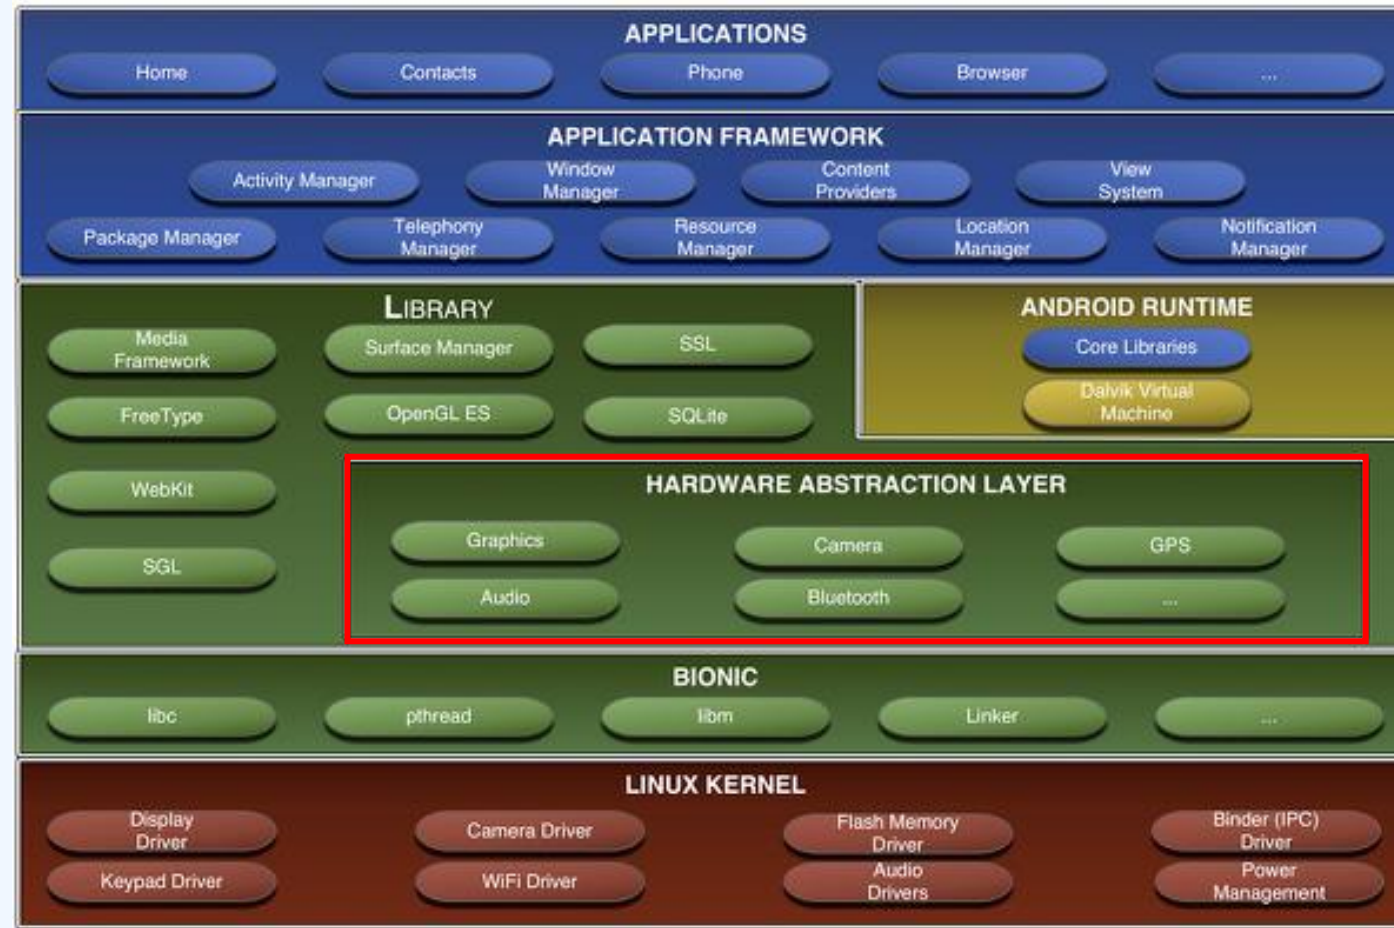 APPLICATIONS
Home
Contacts
Phone
Browser
...
APPLICATION FRAMEWORK
Activity Manager
Window
Manager
Content
Providers
View
System
Package Manager
Telephony
Manager
Resource
Manager
Location
Manager
Notification
Manager
LIBRARY
Media
Framework
Surface Manager
SSL
FreeType
OpenGL ES
SQLite
WebKit
SGL
ANDROID RUNTIME
Core Libraries
Dalvik Virtual
Machine
HARDWARE ABSTRACTION LAYER
Graphics
Camera
GPS
Audio
Bluetooth
...
BIONIC
libc
pthread
libm
Linker
...
LINUX KERNEL
Display
Driver
Camera Driver
Flash Memory
Driver
Binder (IPC)
Driver
Keypad Driver
WiFi Driver
Audio
Drivers
Power
Management